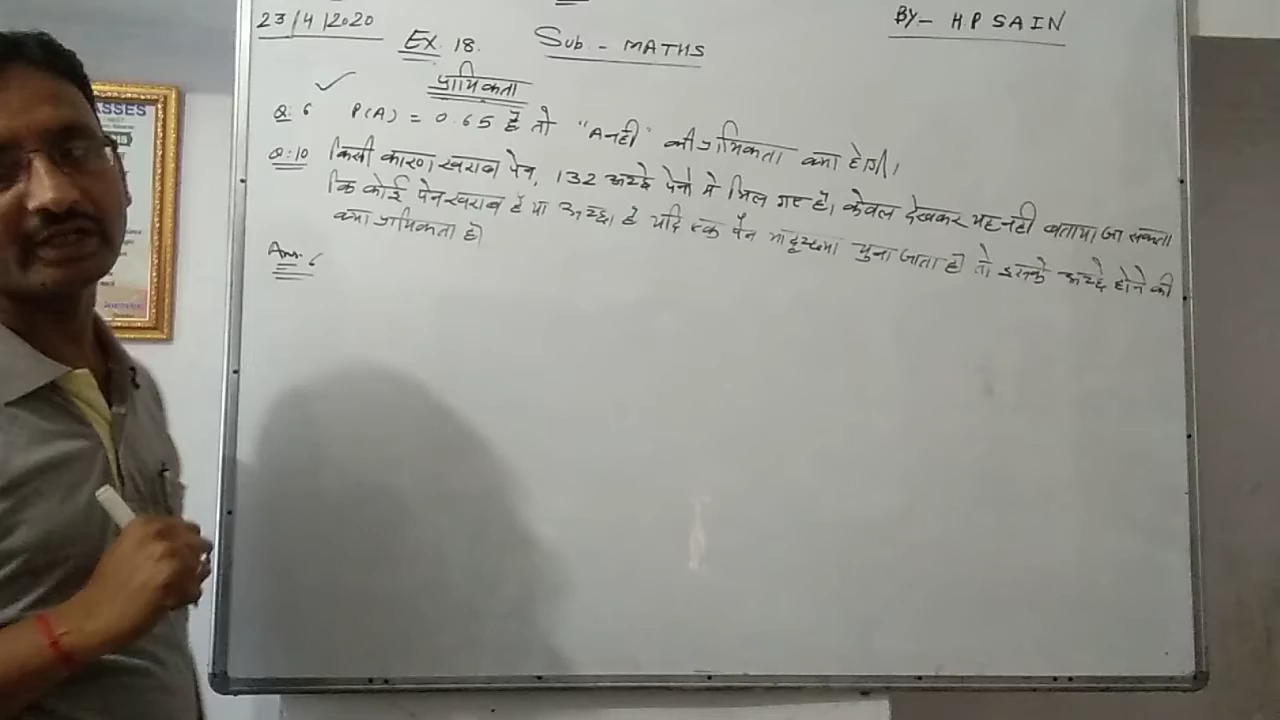 23/4/2020
BY- HP SAIN
EX. 18.
Sub. - MATHS
प्रायिकता
Q. 6 P(A) = 0.65 है तो "A नहीं" की प्रायिकता क्या होगी।
Q. 10 किसी कारण खराब पेन, 132 अच्छे पेनो मे मिल गए है। केवल देखकर यह नही बताया जा सकता
कि कोई पेन खराब है या अच्छा है यदि एक पेन यादृच्छया चुना जाता है तो इसके अच्छे होने की
क्या प्रायिकता है
Ans. 6
ASSES